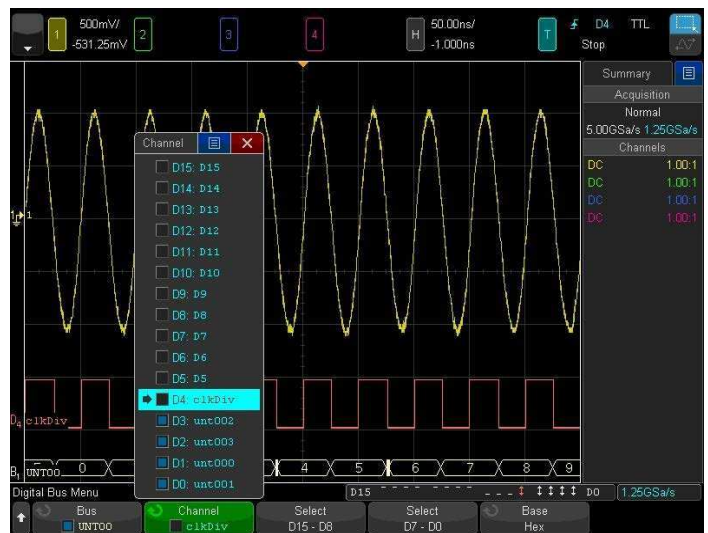 1 500mV/ 2 3 4 H 50.00ns/ T D4 TTL
-531.25mV -1.000ns Stop
Summary
Acquisition
Normal
5.00GSa/s 1.25GSa/s
Channels
DC 1.00:1
DC 1.00:1
DC 1.00:1
DC 1.00:1
Channel
D15: D15
D14: D14
D13: D13
D12: D12
D11: D11
D10: D10
D9: D9
D8: D8
D7: D7
D6: D6
D5: D5
D4: clkDiv
D3: unt002
D2: unt003
D1: unt000
D0: unt001
1
D4 clkDiv
B1 UNTOO 0 4 5 6 7 8 9
Digital Bus Menu D15 D0 1.25GSa/s
Bus Channel Select Select Base
UNTOO clkDiv D15 - D8 D7 - D0 Hex